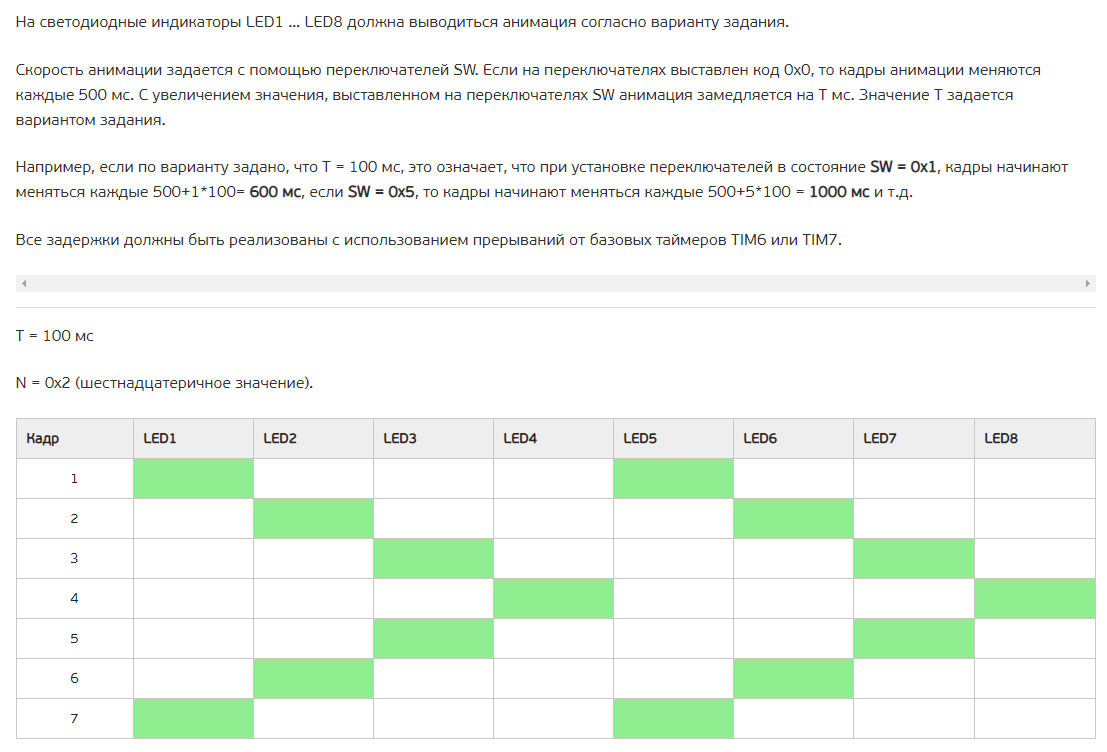 На светодиодные индикаторы LED1 ... LED8 должна выводиться анимация согласно варианту задания.
Скорость анимации задается с помощью переключателей SW. Если на переключателях выставлен код 0x0, то кадры анимации меняются
каждые 500 мс. С увеличением значения, выставленном на переключателях SW анимация замедляется на T мс. Значение T задается
вариантом задания.
Например, если по варианту задано, что T = 100 мс, это означает, что при установке переключателей в состояние SW = 0x1, кадры начинают
меняться каждые 500+1*100= 600 мс, если SW = 0x5, то кадры начинают меняться каждые 500+5*100 = 1000 мс и т.д.
Все задержки должны быть реализованы с использованием прерываний от базовых таймеров TIM6 или TIM7.
T = 100 мс
N = 0x2 (шестнадцатеричное значение).
Кадр LED1 LED2 LED3 LED4 LED5 LED6 LED7 LED8
1
2
3
4
5
6
7